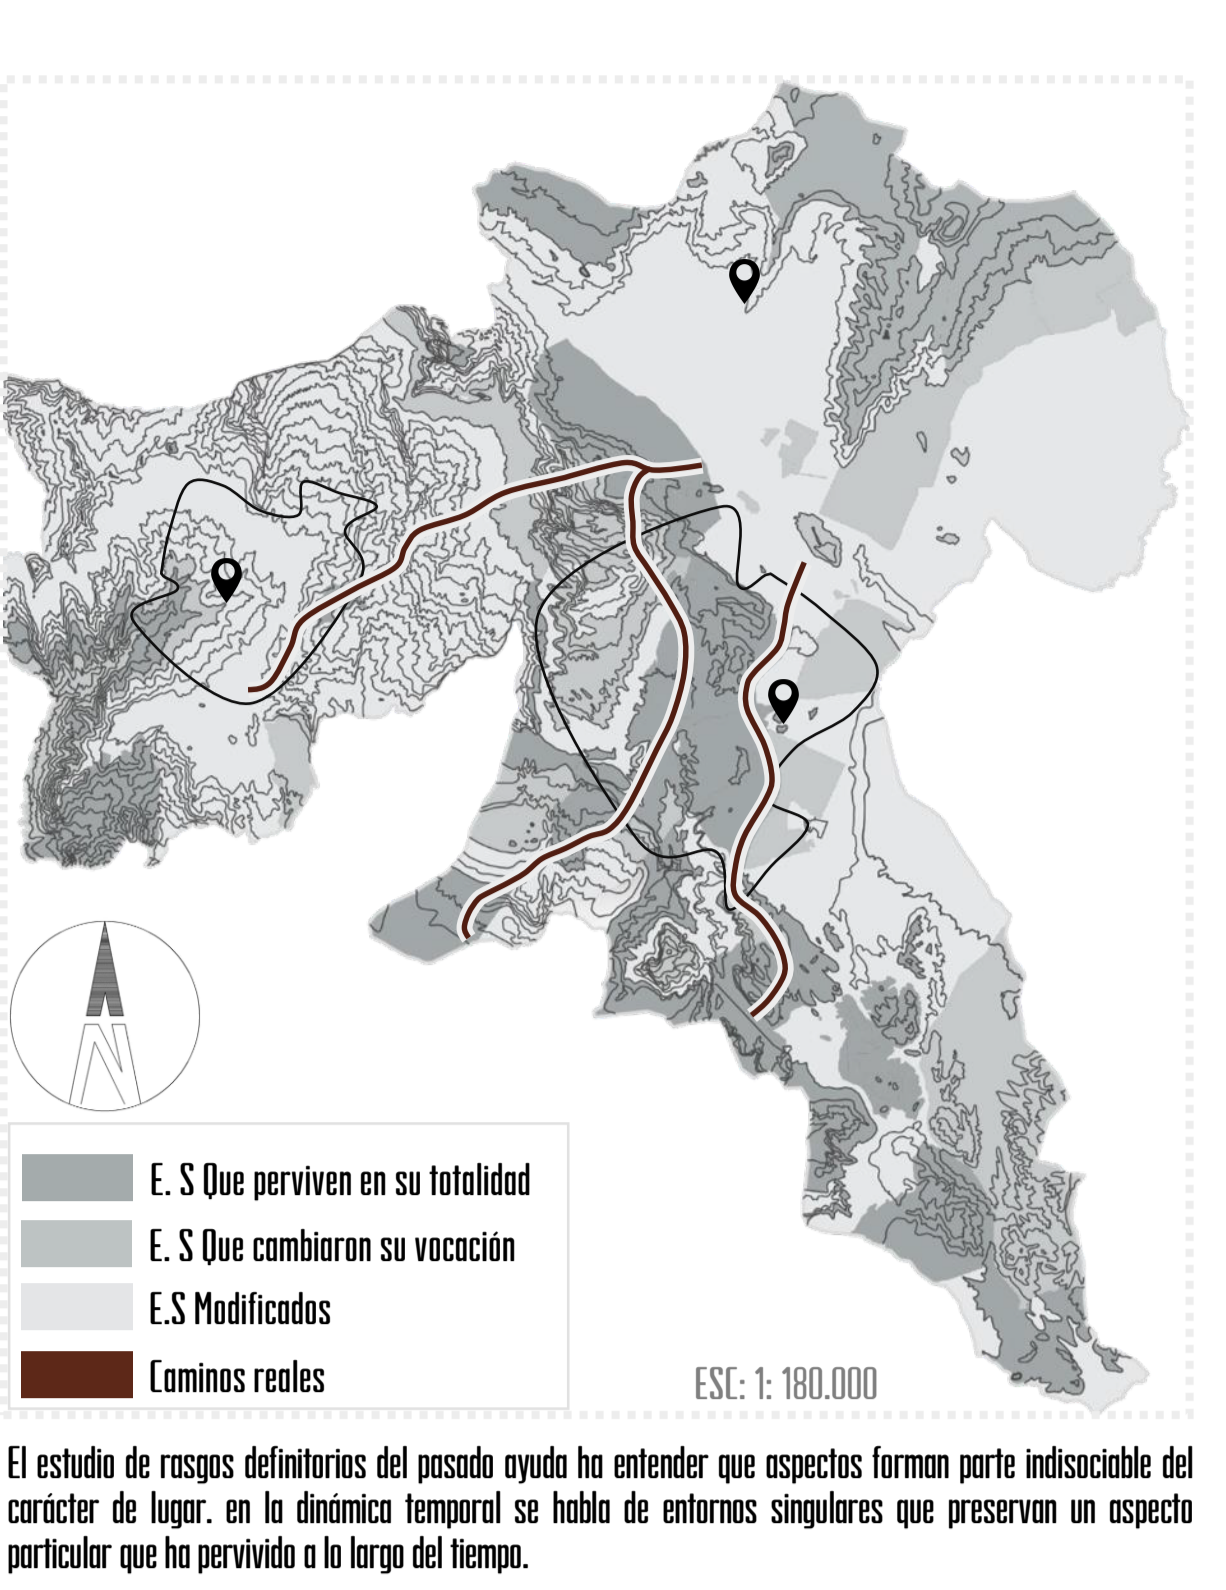 N
E. S Que perviven en su totalidad
E. S Que cambiaron su vocación
E.S Modificados
Caminos reales
ESC: 1: 180.000
El estudio de rasgos definitorios del pasado ayuda ha entender que aspectos forman parte indisociable del
carácter de lugar. en la dinámica temporal se habla de entornos singulares que preservan un aspecto
particular que ha pervivido a lo largo del tiempo.